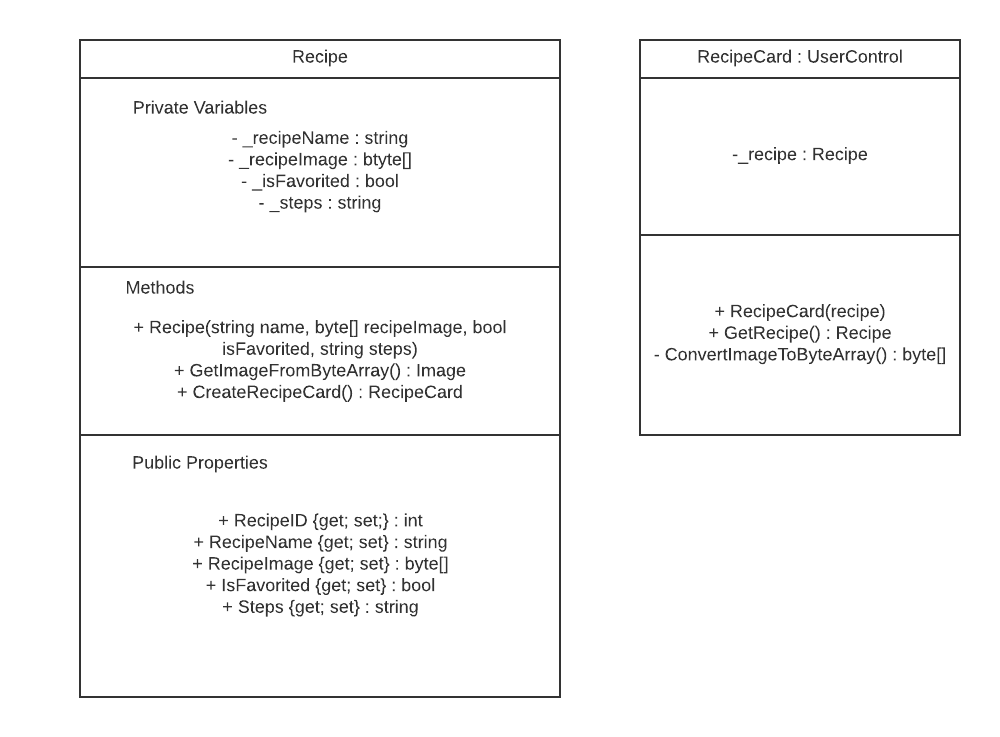 Recipe
Private Variables
- _recipeName : string
- _recipeImage : btyte[]
- _isFavorited : bool
- _steps : string
Methods
+ Recipe(string name, byte[] recipeImage, bool
isFavorited, string steps)
+ GetImageFromByteArray() : Image
+ CreateRecipeCard() : RecipeCard
Public Properties
+ RecipeID {get; set;} : int
+ RecipeName {get; set} : string
+ RecipeImage {get; set} : byte[]
+ IsFavorited {get; set} : bool
+ Steps {get; set} : string
RecipeCard : UserControl
-_recipe : Recipe
+ RecipeCard(recipe)
+ GetRecipe() : Recipe
- ConvertImageToByteArray() : byte[]